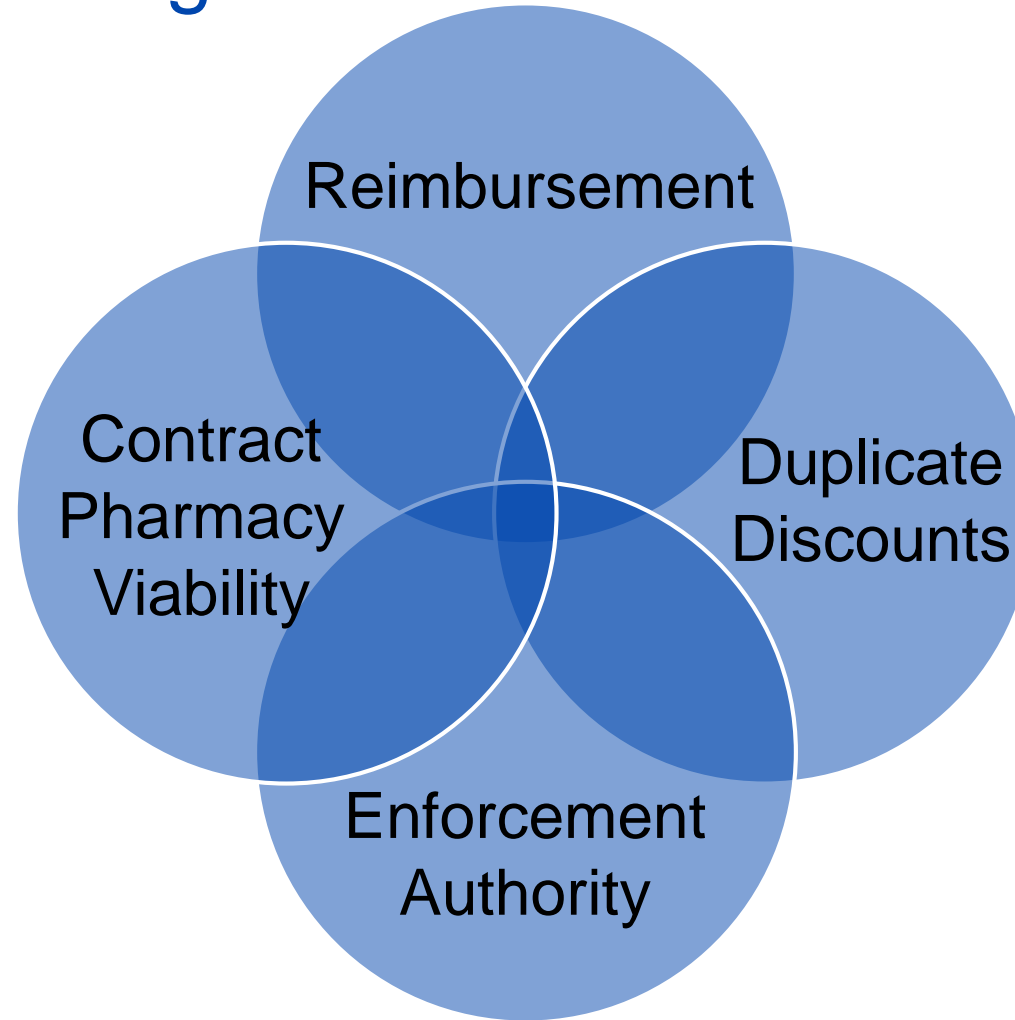 Reimbursement
Contract
Pharmacy
Viability
Duplicate
Discounts
Enforcement
Authority